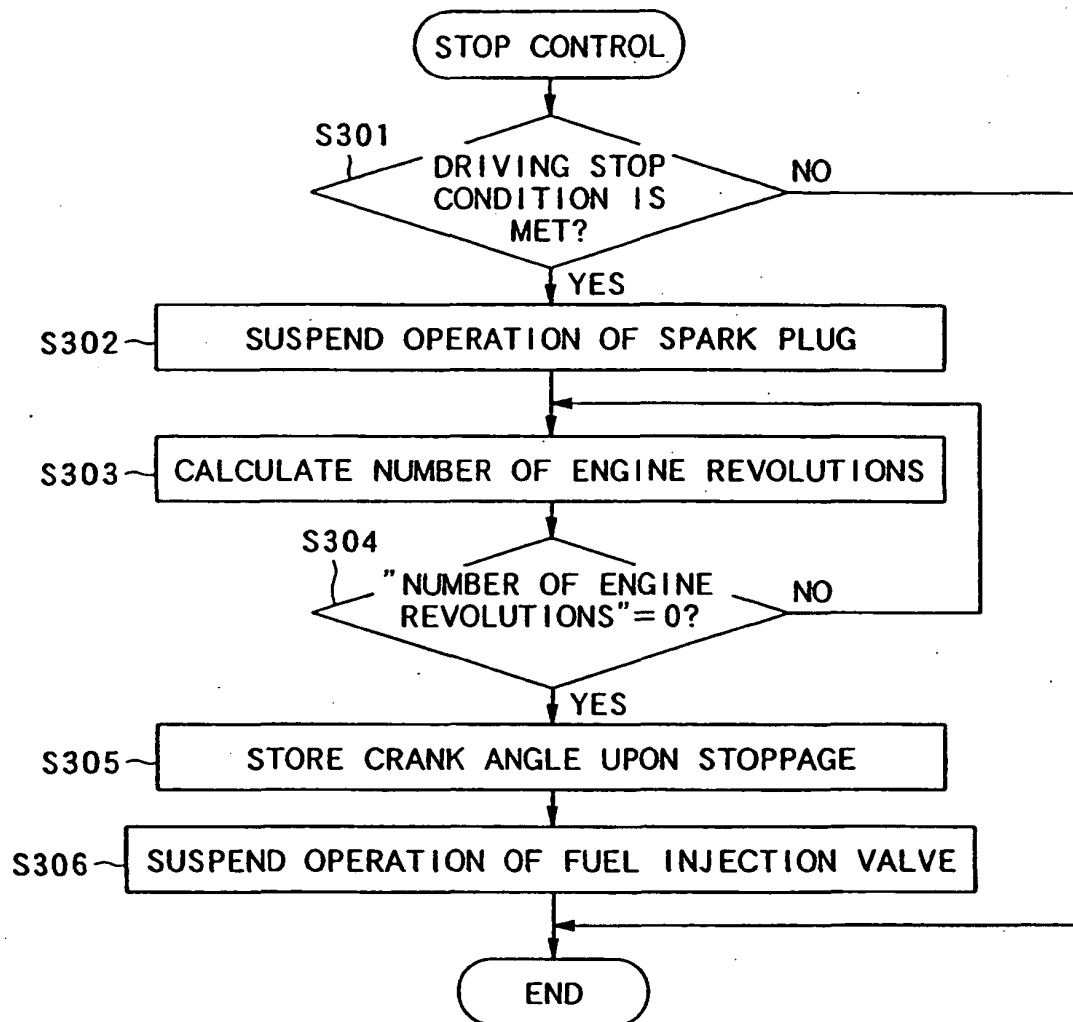 STOP CONTROL
S301
DRIVING STOP
CONDITION IS
MET?
NO
YES
S302
SUSPEND OPERATION OF SPARK PLUG
S303
CALCULATE NUMBER OF ENGINE REVOLUTIONS
S304
"NUMBER OF ENGINE
REVOLUTIONS"=0?
NO
YES
S305
STORE CRANK ANGLE UPON STOPPAGE
S306
SUSPEND OPERATION OF FUEL INJECTION VALVE
END